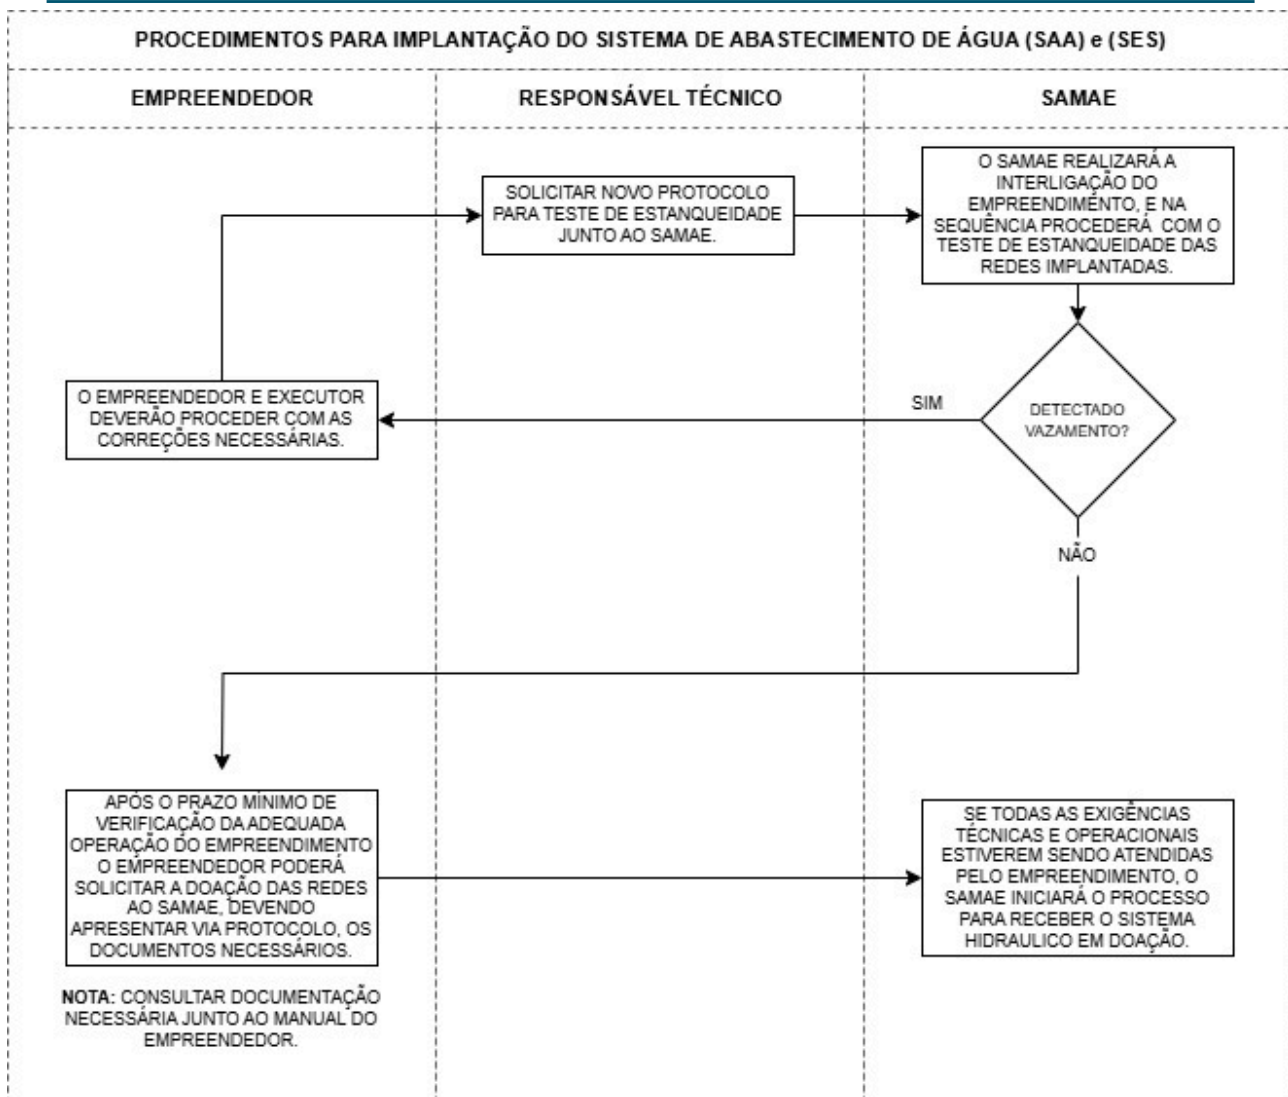 PROCEDIMENTOS PARA IMPLANTAÇÃO DO SISTEMA DE ABASTECIMENTO DE ÁGUA (SAA) e (SES)
EMPREENDEDOR
RESPONSÁVEL TÉCNICO
SAMAE
SOLICITAR NOVO PROTOCOLO
PARA TESTE DE ESTANQUEIDADE
JUNTO AO SAMAE.
O SAMAE REALIZARÁ A
INTERLIGAÇÃO DO
EMPREENDIMENTO, E NA
SEQUÊNCIA PROCEDERÁ COM O
TESTE DE ESTANQUEIDADE DAS
REDES IMPLANTADAS.
O EMPREENDEDOR E EXECUTOR
DEVERÃO PROCEDER COM AS
CORREÇÕES NECESSÁRIAS.
SIM
DETECTADO
VAZAMENTO?
NÃO
APÓS O PRAZO MÍNIMO DE
VERIFICAÇÃO DA ADEQUADA
OPERAÇÃO DO EMPREENDIMENTO
O EMPREENDEDOR PODERÁ
SOLICITAR A DOAÇÃO DAS REDES
AO SAMAE, DEVENDO
APRESENTAR VIA PROTOCOLO, OS
DOCUMENTOS NECESSÁRIOS.
SE TODAS AS EXIGÊNCIAS
TÉCNICAS E OPERACIONAIS
ESTIVEREM SENDO ATENDIDAS
PELO EMPREENDIMENTO, O
SAMAE INICIARÁ O PROCESSO
PARA RECEBER O SISTEMA
HIDRAULICO EM DOAÇÃO.
NOTA: CONSULTAR DOCUMENTAÇÃO
NECESSÁRIA JUNTO AO MANUAL DO
EMPREENDEDOR.